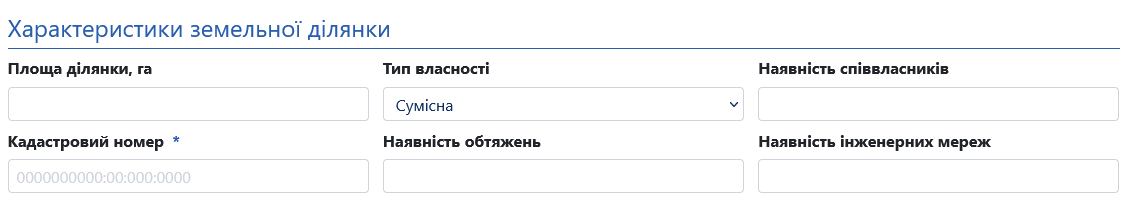 Характеристики земельної ділянки
Площа ділянки, га
Тип власності
Наявність співвласників
Сумісна
Кадастровий номер *
Наявність обтяжень
Наявність інженерних мереж
0000000000:00:000:0000